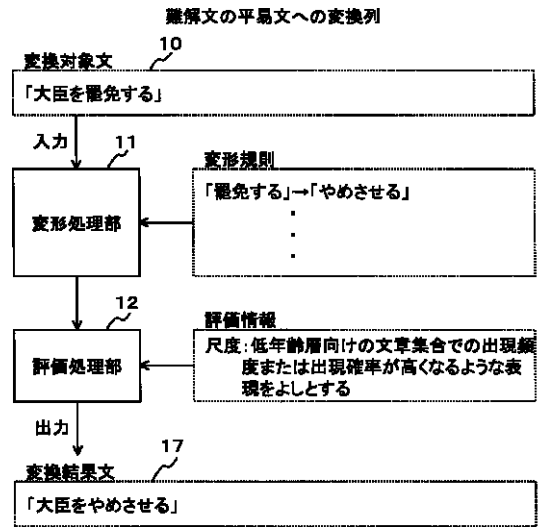 難解文の平易文への変換列
10
変換対象文
「大臣を罷免する」
入力
11
変形処理部
変形規則
「罷免する」→「やめさせる」
・
・
・
12
評価処理部
評価情報
尺度:低年齢層向けの文章集合での出現頻
度または出現確率が高くなるような表
現をよしとする
出力
17
変換結果文
「大臣をやめさせる」